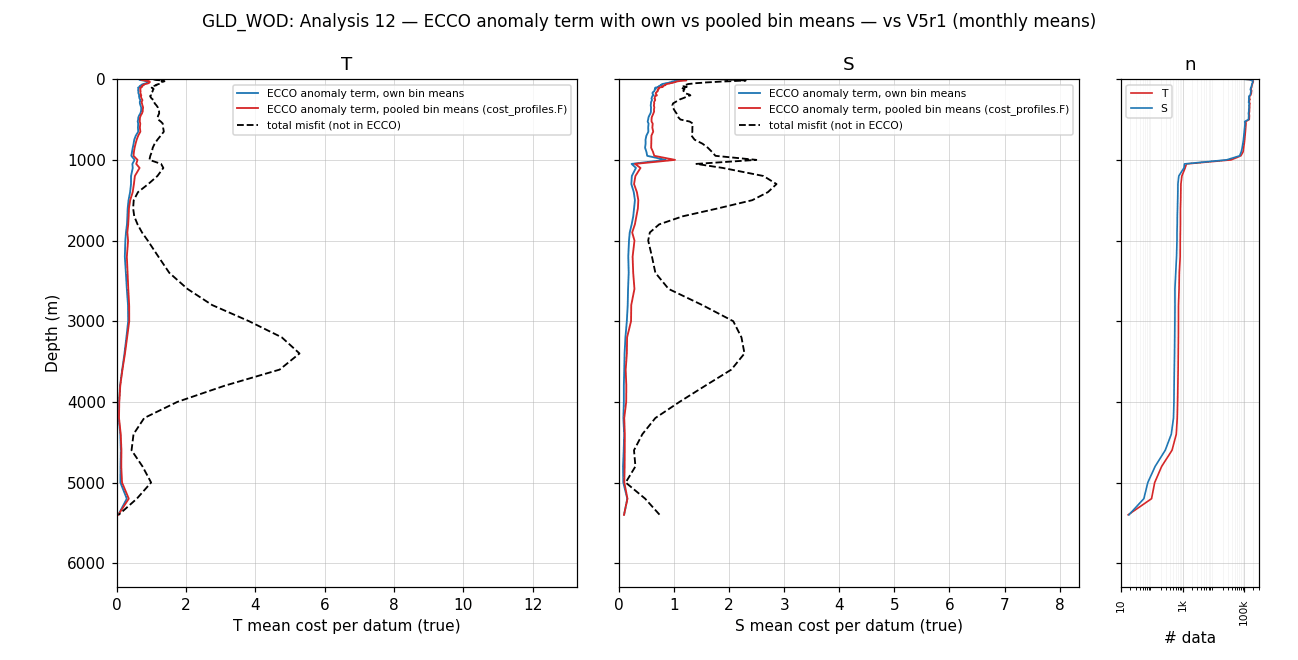 GLD_WOD: Analysis 12 — ECCO anomaly term with own vs pooled bin means — vs V5r1 (monthly means)
T
S
n
ECCO anomaly term, own bin means
ECCO anomaly term, pooled bin means (cost_profiles.F)
total misfit (not in ECCO)
ECCO anomaly term, own bin means
ECCO anomaly term, pooled bin means (cost_profiles.F)
total misfit (not in ECCO)
T
S
Depth (m)
0
1000
2000
3000
4000
5000
6000
0 2 4 6 8 10 12
0 1 2 3 4 5 6 7 8
10 1k 100k
T mean cost per datum (true)
S mean cost per datum (true)
# data